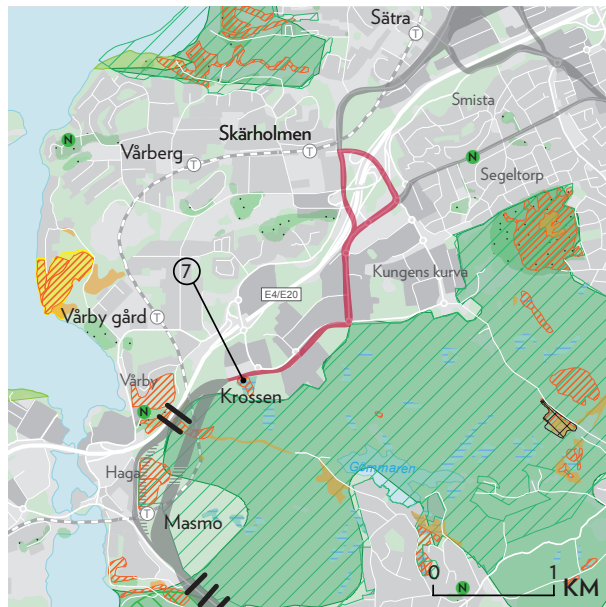 Sätra
T
Smista
N
Skärholmen
N
Vårberg
T
T
Segeltorp
7
Kungens kurva
E4/E20
Vårby gård
T
Vårby
Krossen
N
Gömmaren
Haga
T
Masmo
0
1
KM
N